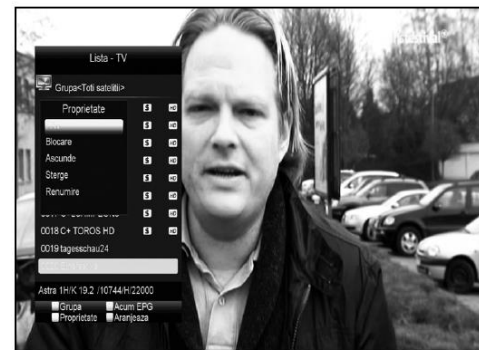 Lista - TV
Grupa<Toti satelitii>
Proprietate
Blocare
Ascunde
Sterge
Renumire
0018 C+ TOROS HD
0019 tagesschau24
Astra 1H/K 19.2 /10744/H/22000
Grupa Acum EPG
Proprietate Aranjeaza